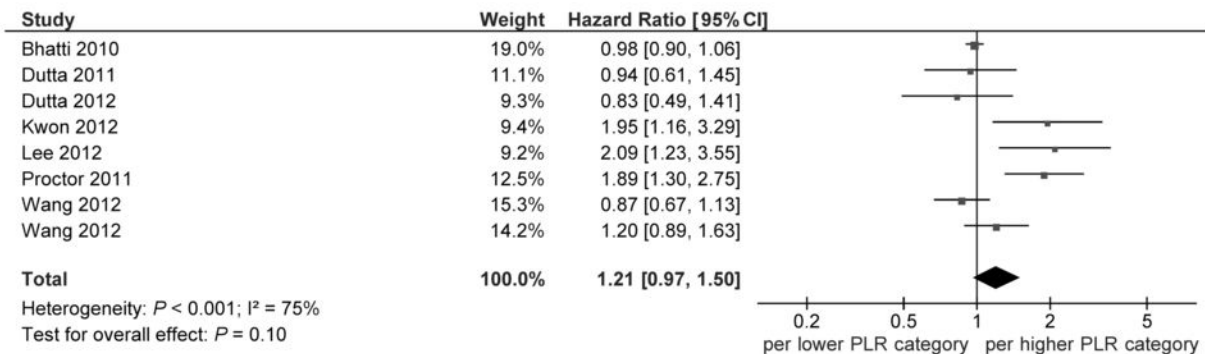 Study Weight Hazard Ratio [95% CI]
Bhatti 2010 19.0% 0.98 [0.90, 1.06]
Dutta 2011 11.1% 0.94 [0.61, 1.45]
Dutta 2012 9.3% 0.83 [0.49, 1.41]
Kwon 2012 9.4% 1.95 [1.16, 3.29]
Lee 2012 9.2% 2.09 [1.23, 3.55]
Proctor 2011 12.5% 1.89 [1.30, 2.75]
Wang 2012 15.3% 0.87 [0.67, 1.13]
Wang 2012 14.2% 1.20 [0.89, 1.63]
Total 100.0% 1.21 [0.97, 1.50]
Heterogeneity: P < 0.001; I² = 75%
Test for overall effect: P = 0.10
0.2 0.5 1 2 5
per lower PLR category per higher PLR category